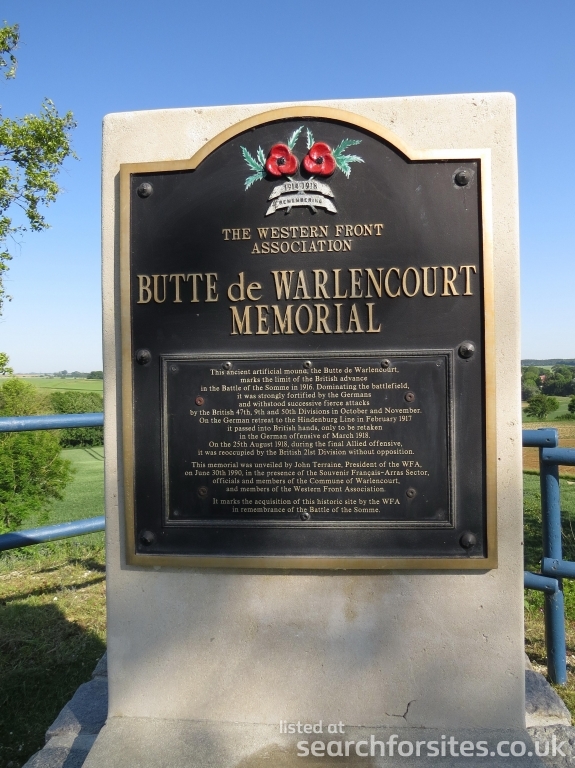 1914-1918
REMEMBERING
THE WESTERN FRONT
ASSOCIATION
BUTTE de WARLENCOURT
MEMORIAL
This ancient artificial mound, the Butte de Warlencourt,
marks the limit of the British advance
in the Battle of the Somme in 1916. Dominating the battlefield,
it was strongly fortified by the Germans
and withstood successive fierce attacks
by the British 47th, 9th and 50th Divisions in October and November.
On the German retreat to the Hindenburg Line in February 1917
it passed into British hands, only to be retaken
in the German offensive of March 1918.
On the 25th August 1918, during the final Allied offensive,
it was reoccupied by the British 21st Division without opposition.
This memorial was unveiled by John Terraine, President of the WFA,
on June 30th 1990, in the presence of the Souvenir Français-Arras Sector,
officials and members of the Commune of Warlencourt,
and members of the Western Front Association.
It marks the acquisition of this historic site by the WFA
in remembrance of the Battle of the Somme.
listed at
searchforsites.co.uk